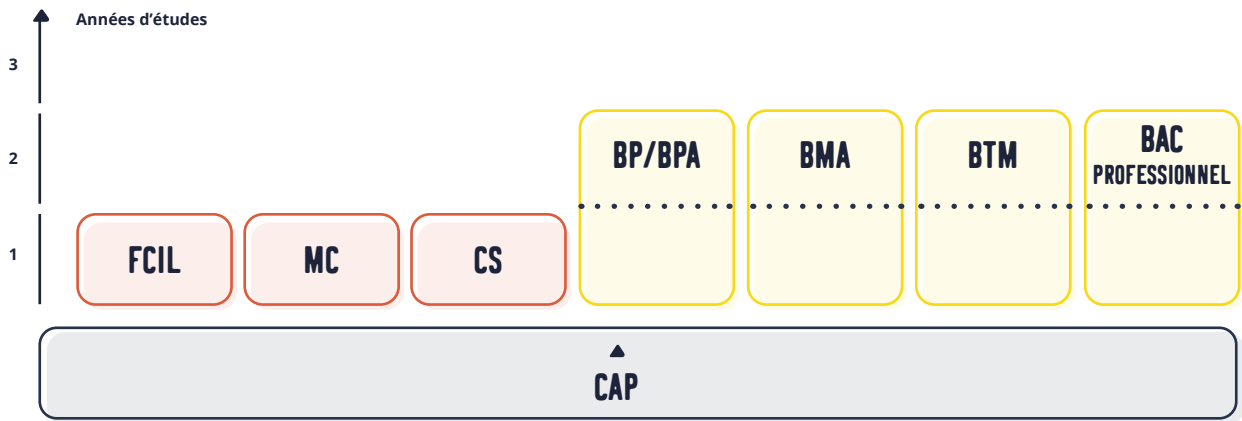 Années d’études
3
2
BP/BPA
BMA
BTM
BAC
PROFESSIONNEL
1
FCIL
MC
CS
CAP